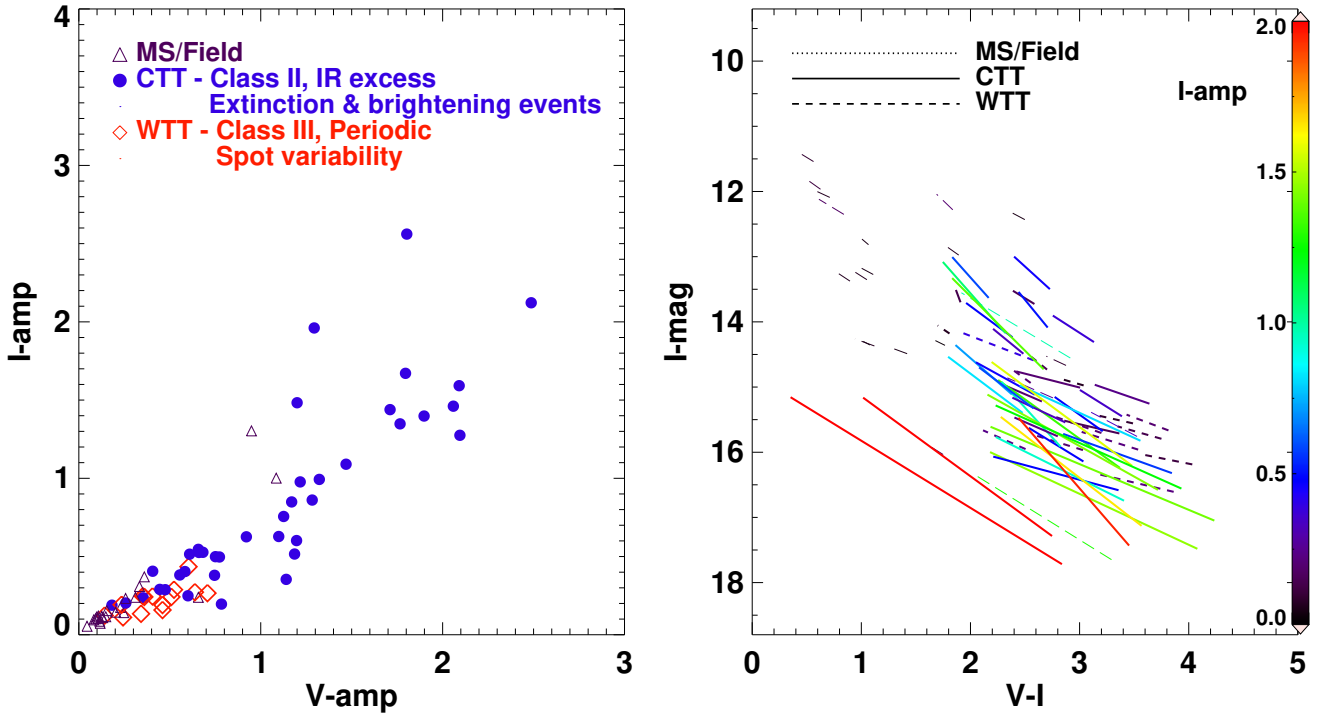 4
3
2
1
0
0
1
2
3
I-amp
V-amp
MS/Field
CTT - Class II, IR excess
Extinction & brightening events
WTT - Class III, Periodic
Spot variability
10
12
14
16
18
0
1
2
3
4
5
I-mag
V-I
MS/Field
CTT
WTT
I-amp
2.0
1.5
1.0
0.5
0.0